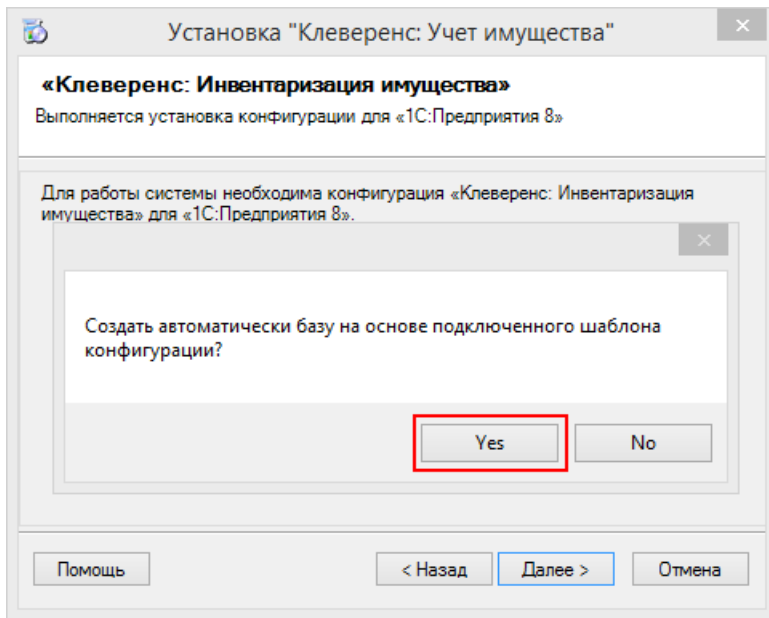 Установка "Клеверенс: Учет имущества"
«Клеверенс: Инвентаризация имущества»
Выполняется установка конфигурации для «1С:Предприятия 8»
Для работы системы необходима конфигурация «Клеверенс: Инвентаризация
имущества» для «1С:Предприятия 8».
Создать автоматически базу на основе подключенного шаблона
конфигурации?
Yes No
Помощь < Назад Далее > Отмена